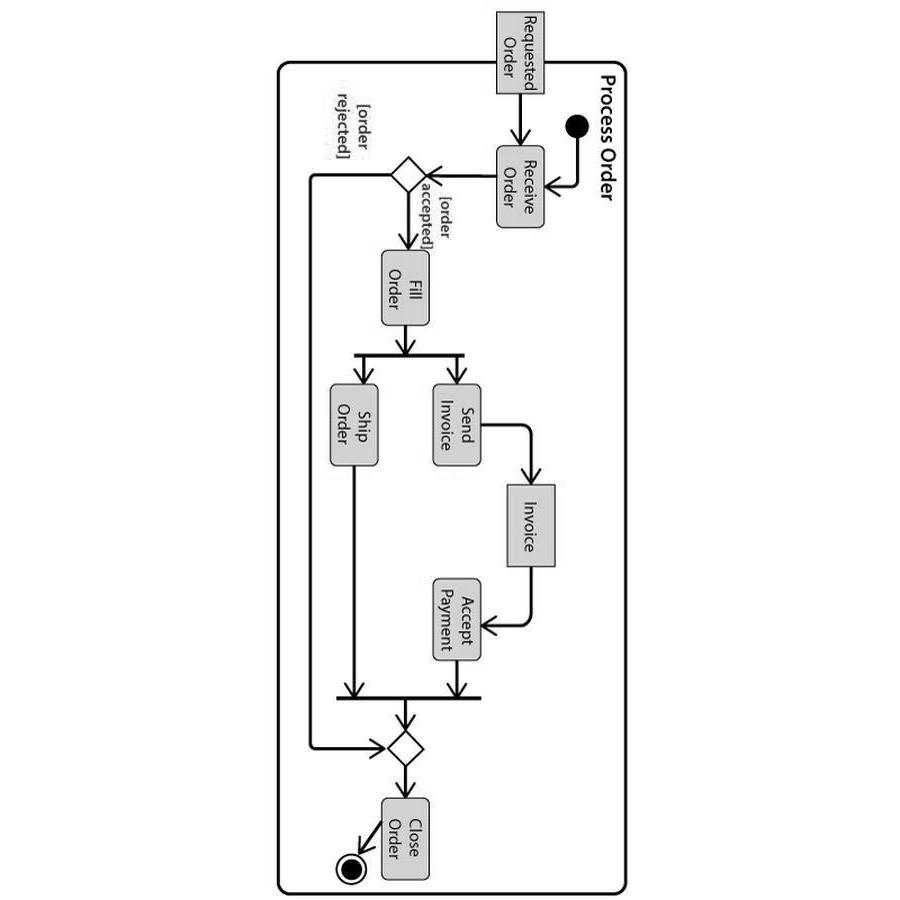 Process Order
Requested
Order
Receive
Order
[order
rejected]
[order
accepted]
Fill
Order
Ship
Order
Send
Invoice
Invoice
Accept
Payment
Close
Order